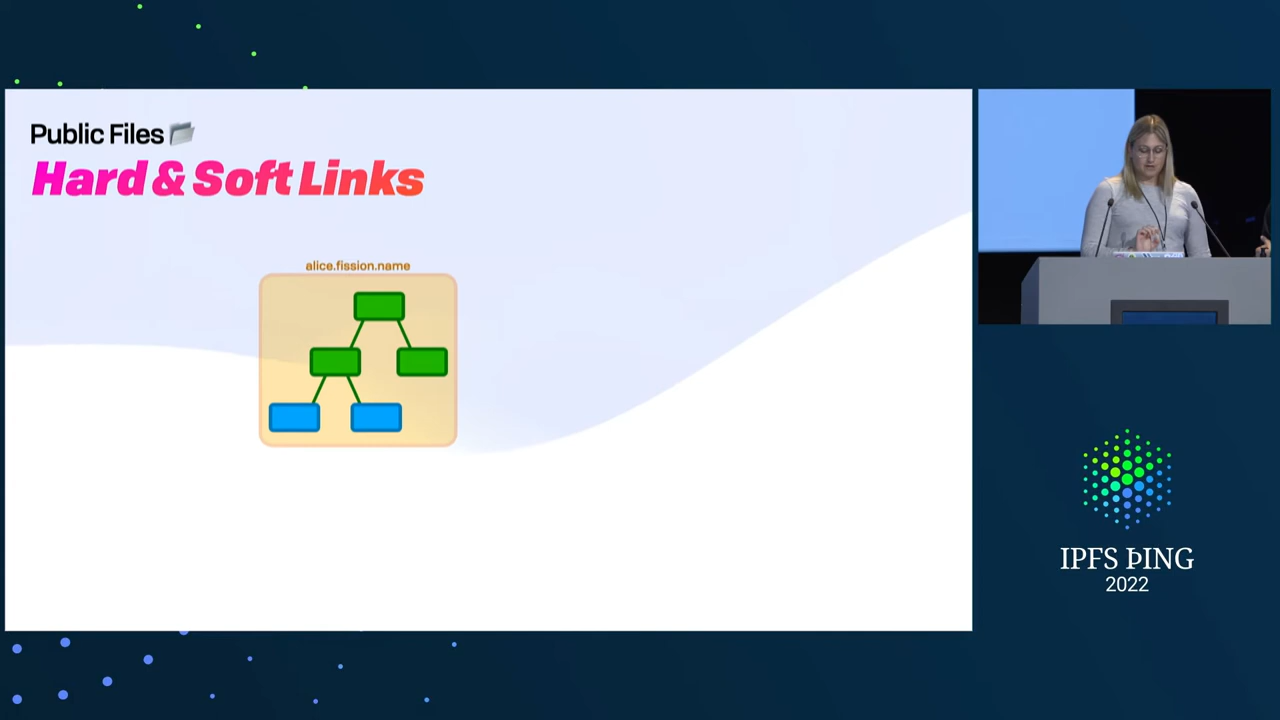 Public Files
Hard & Soft Links
alice.fission.name
IPFS ÞING
2022